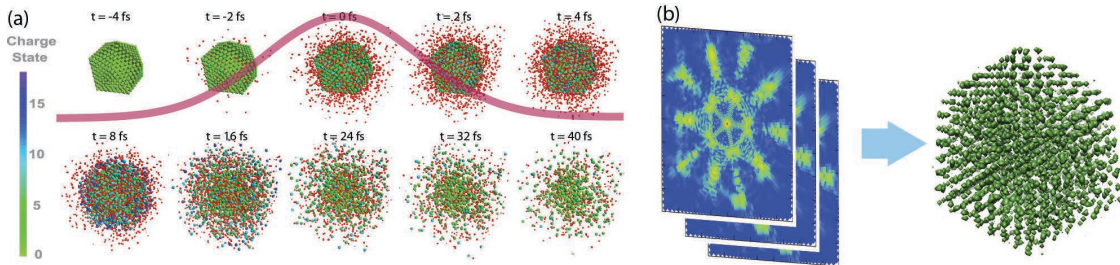 (a)
t = -4 fs
t = -2 fs
t = 0 fs
t = 2 fs
t = 4 fs
Charge
State
15
10
5
0
t = 8 fs
t = 16 fs
t = 24 fs
t = 32 fs
t = 40 fs
(b)